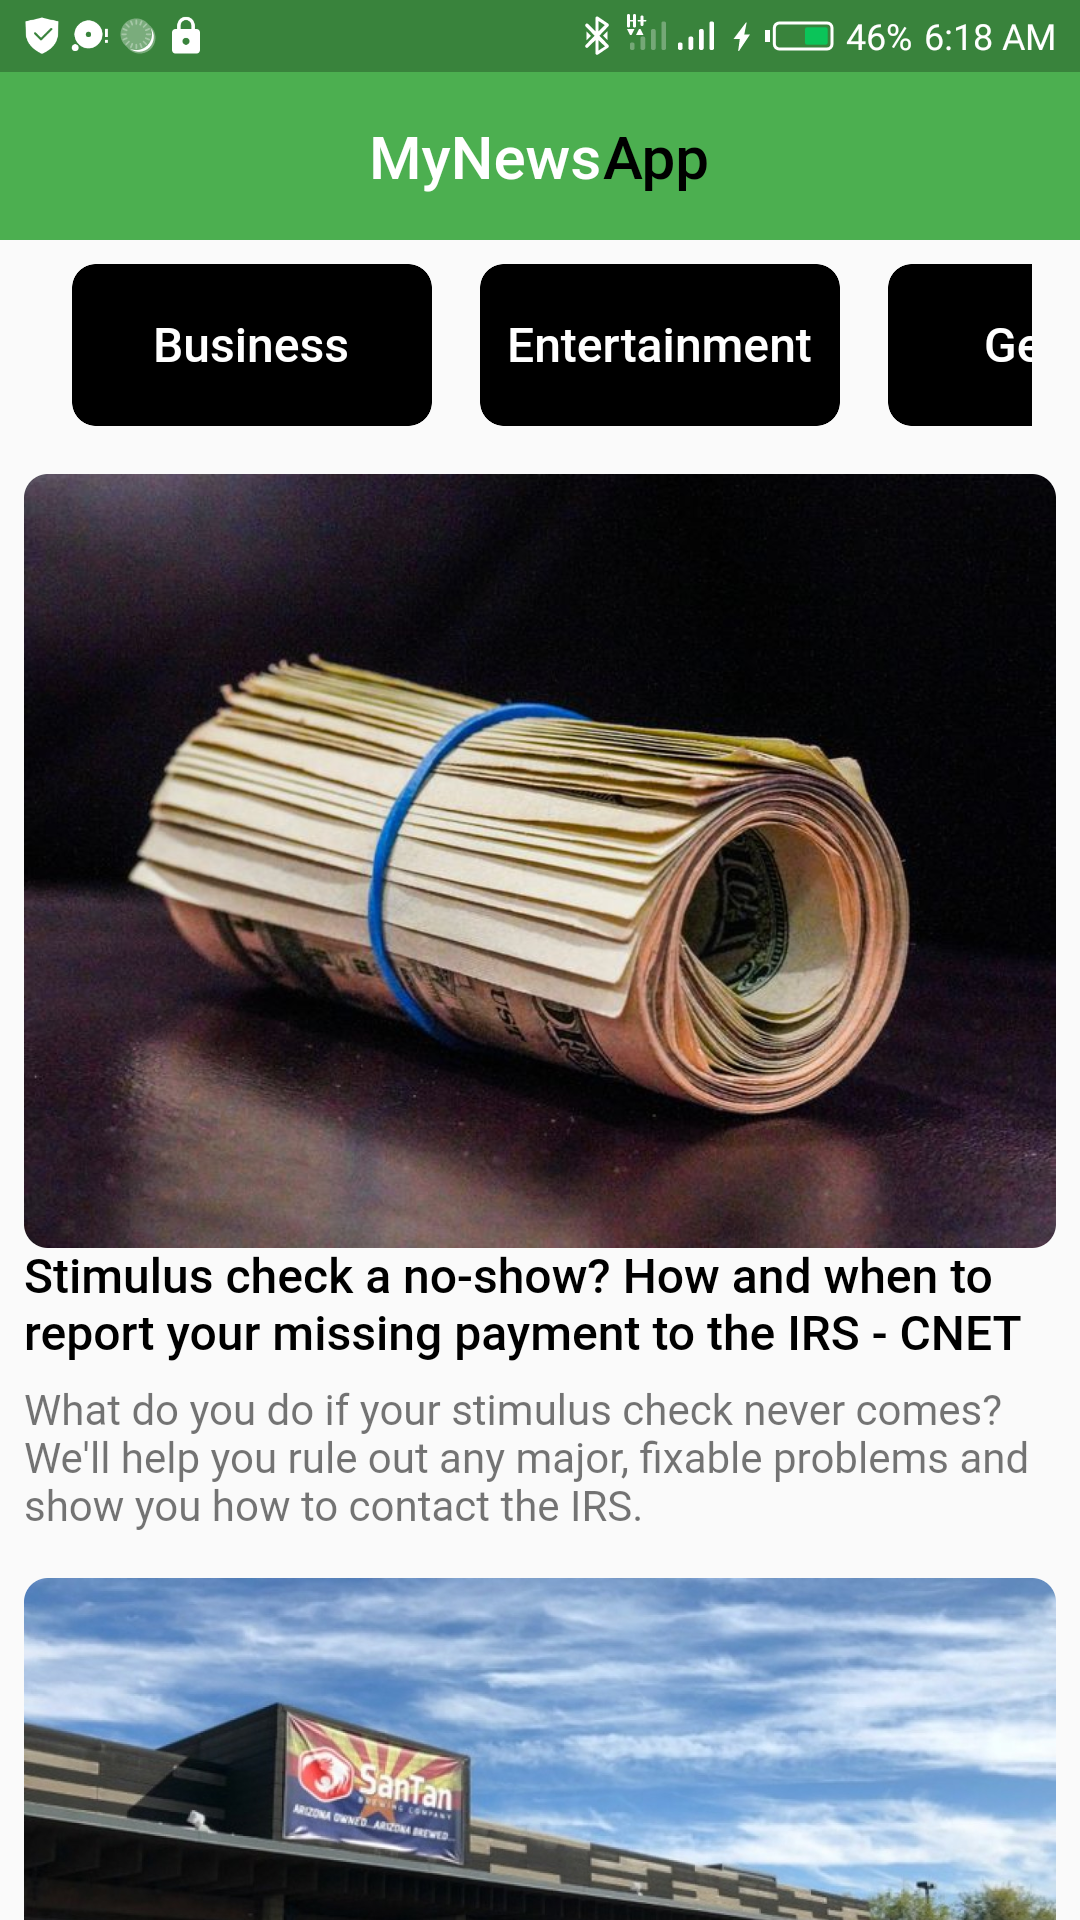 H+
46% 6:18 AM
MyNewsApp
Business
Entertainment
Ge
Stimulus check a no-show? How and when to
report your missing payment to the IRS - CNET
What do you do if your stimulus check never comes?
We'll help you rule out any major, fixable problems and
show you how to contact the IRS.
SanTan
BREWING COMPANY
ARIZONA OWNED...ARIZONA BREWED...